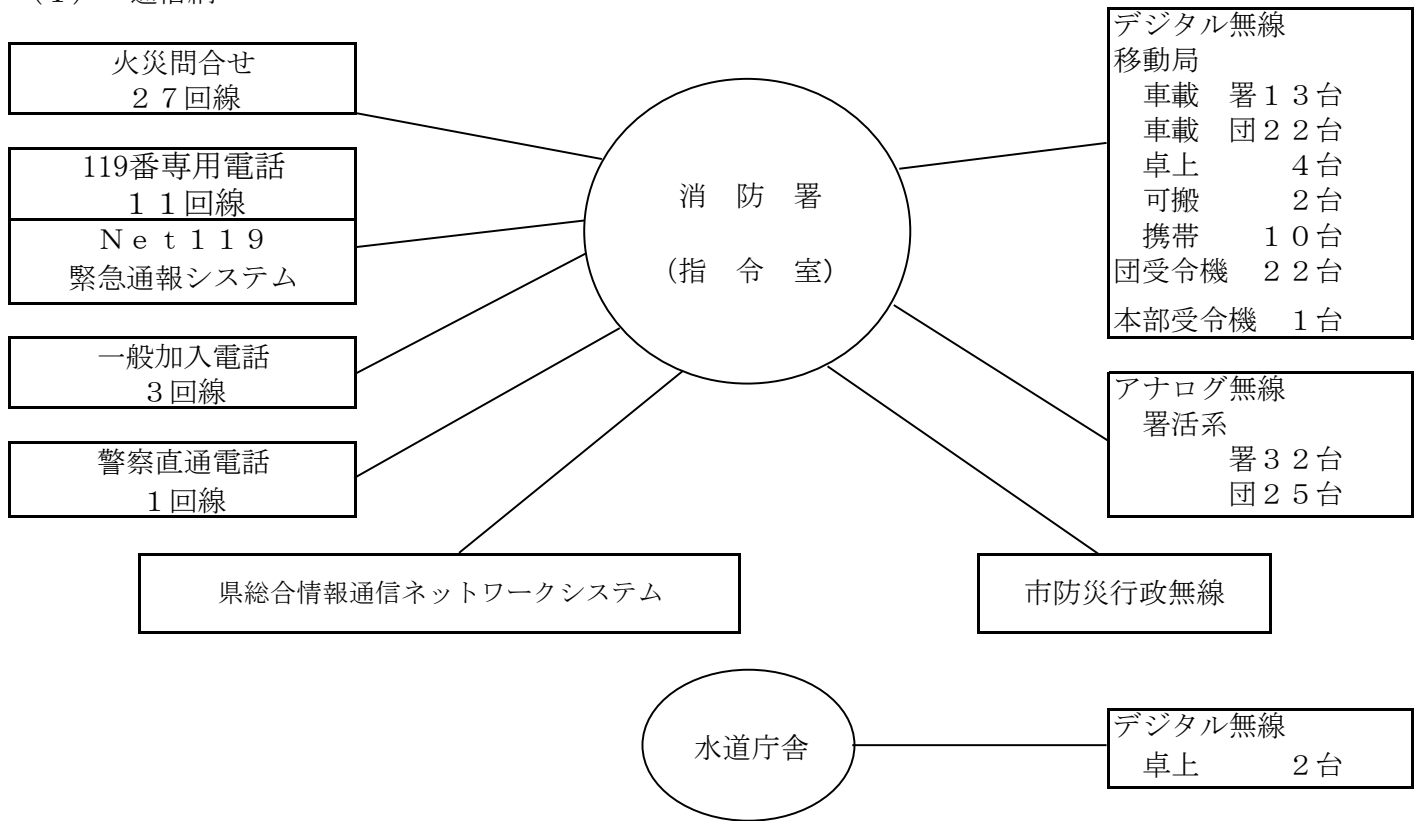 火災問合せ
２７回線
119番専用電話
１１回線
Ｎｅｔ１１９
緊急通報システム
一般加入電話
３回線
警察直通電話
１回線
消　防　署
（指　令　室）
デジタル無線
移動局
車載　署１３台
車載　団２２台
卓上　　　４台
可搬　　　２台
携帯　　１０台
団受令機　２２台
本部受令機　１台
アナログ無線
署活系
署３２台
団２５台
県総合情報通信ネットワークシステム
市防災行政無線
水道庁舎
デジタル無線
卓上　　　２台